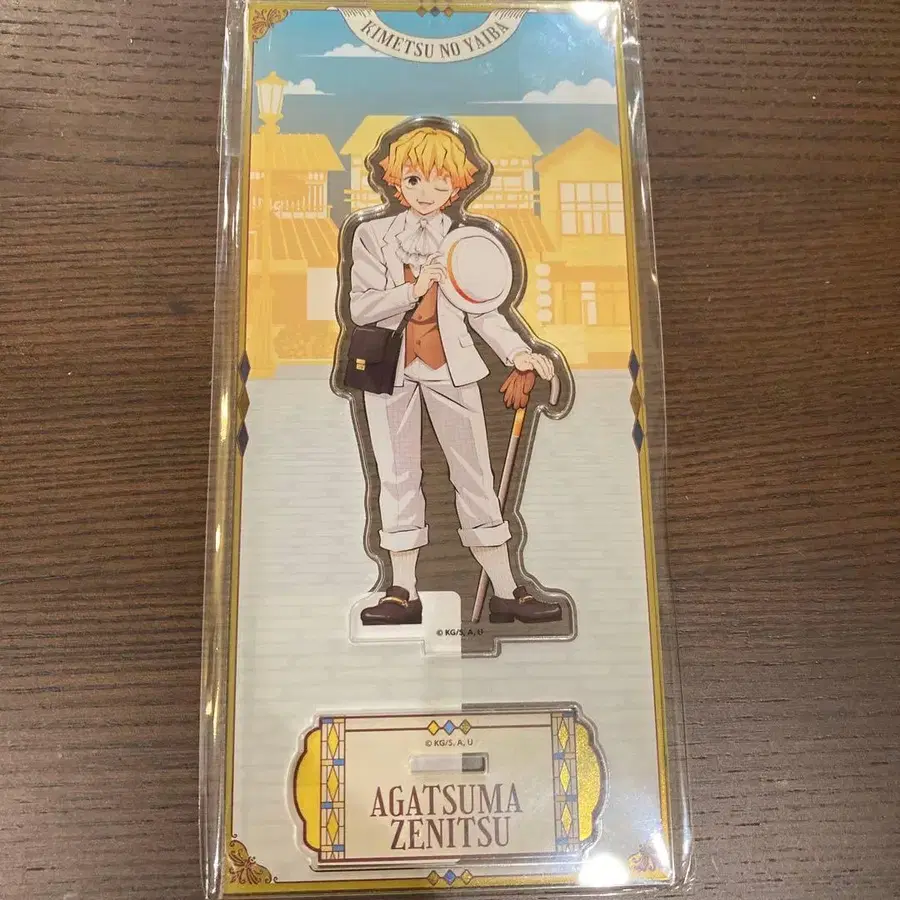 KIMETSU NO YAIBA
© KG/S, A, U
© KG/S, A, U
AGATSUMA
ZENITSU